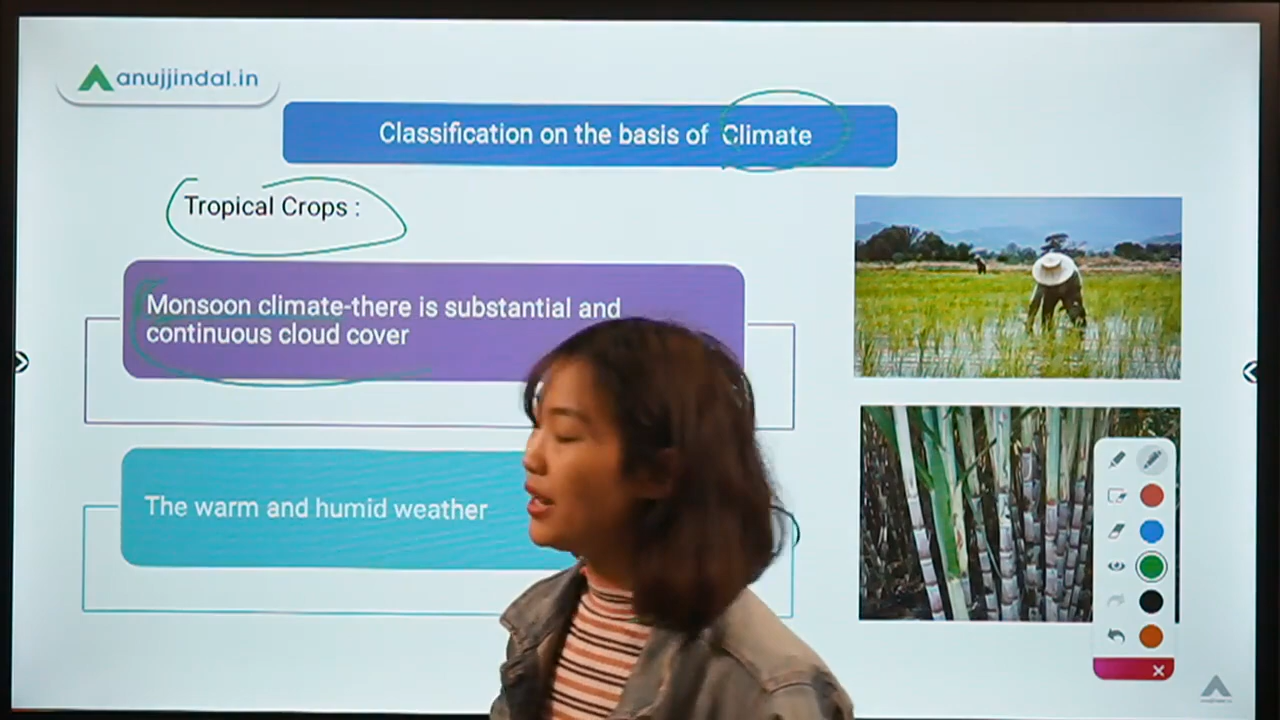 anujjindal.in
Classification on the basis of Climate
Tropical Crops :
Monsoon climate-there is substantial and
continuous cloud cover
The warm and humid weather